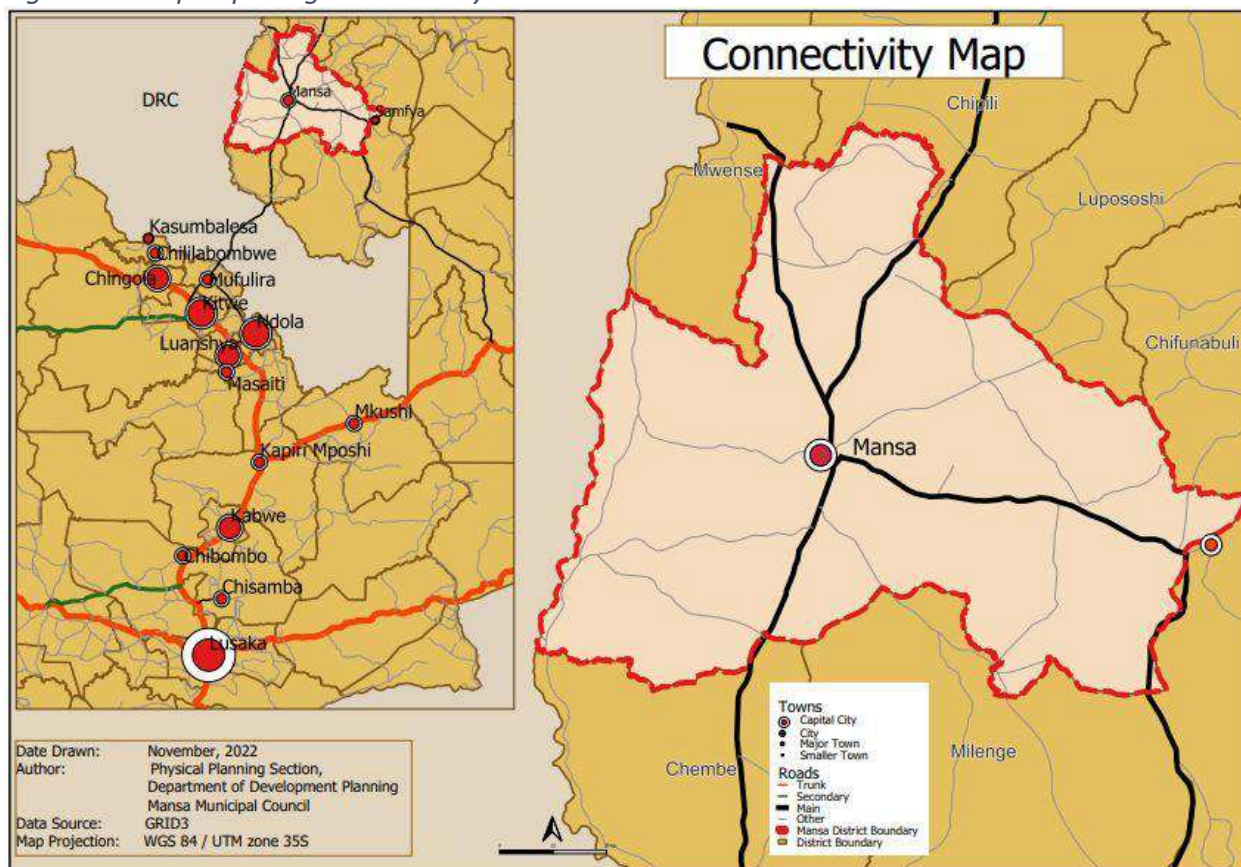 Connectivity Map
DRC
Mansa
Samfya
Kasumbalesa
Chililabombwe
Chingola
Mufulira
Kitwe
Ndola
Luanshya
Masaiti
Mkushi
Kapiri Mposhi
Kabwe
Chibombo
Chisamba
Lusaka
Chipili
Mwense
Lupososhi
Chifunabuli
Mansa
Chembe
Milenge
Towns
Capital City
City
Major Town
Smaller Town
Roads
Trunk
Secondary
Main
Other
Mansa District Boundary
District Boundary
Date Drawn: November, 2022
Author: Physical Planning Section,
Department of Development Planning
Mansa Municipal Council
Data Source: GRID3
Map Projection: WGS 84 / UTM zone 35S